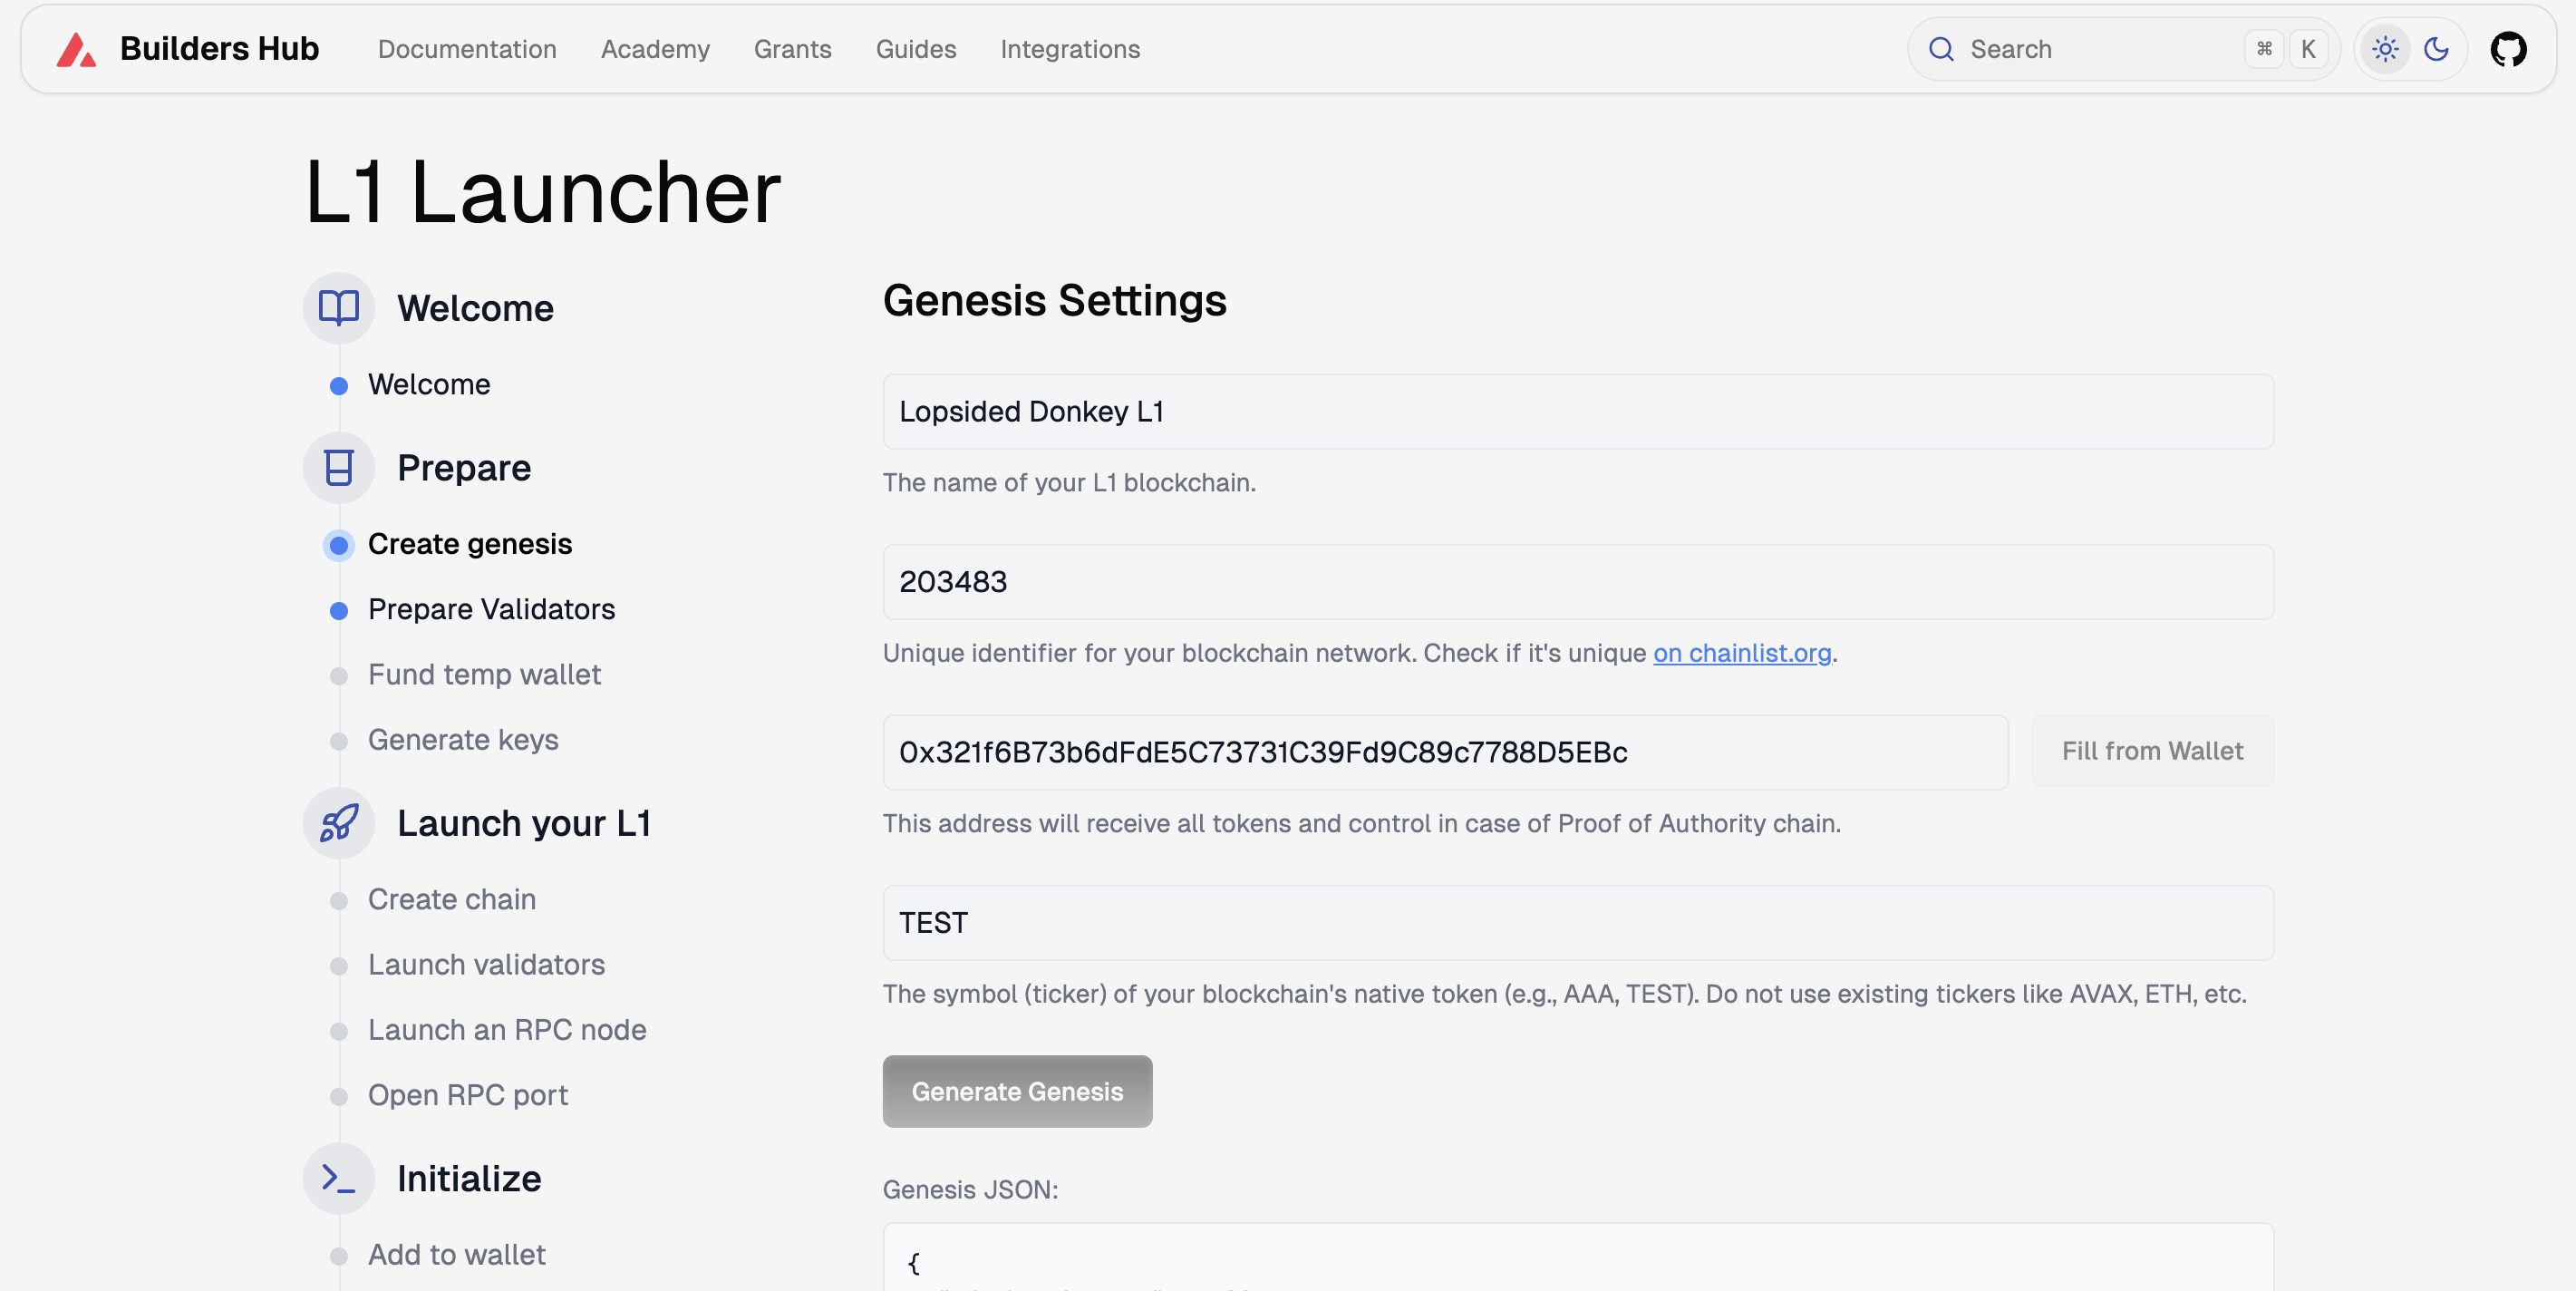 Builders Hub
Documentation
Academy
Grants
Guides
Integrations
Search
⌘ K
L1 Launcher
Welcome
Welcome
Prepare
Create genesis
Prepare Validators
Fund temp wallet
Generate keys
Launch your L1
Create chain
Launch validators
Launch an RPC node
Open RPC port
Initialize
Add to wallet
Genesis Settings
Lopsided Donkey L1
The name of your L1 blockchain.
203483
Unique identifier for your blockchain network. Check if it's unique on chainlist.org.
0x321f6B73b6dFdE5C73731C39Fd9C89c7788D5EBc
Fill from Wallet
This address will receive all tokens and control in case of Proof of Authority chain.
TEST
The symbol (ticker) of your blockchain's native token (e.g., AAA, TEST). Do not use existing tickers like AVAX, ETH, etc.
Generate Genesis
Genesis JSON:
{